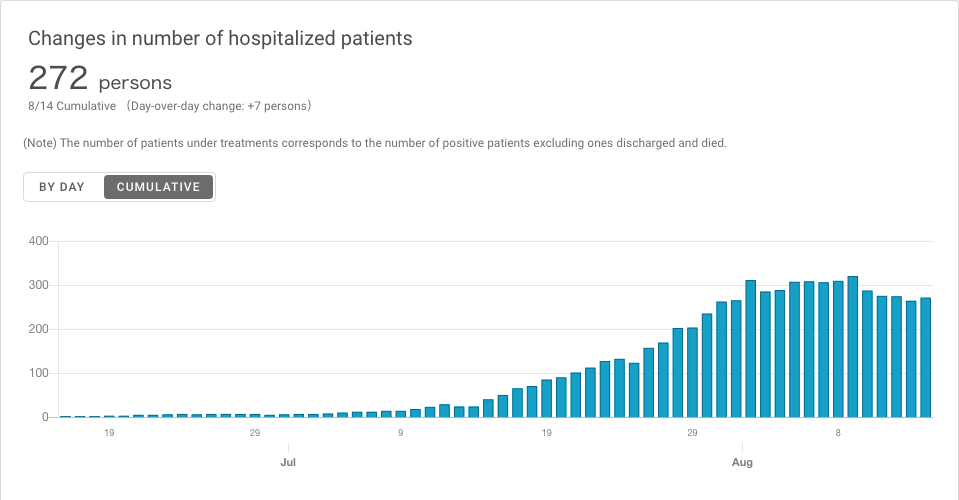 Changes in number of hospitalized patients
272 persons
8/14 Cumulative (Day-over-day change: +7 persons)
(Note) The number of patients under treatments corresponds to the number of positive patients excluding ones discharged and died.
BY DAY CUMULATIVE
400
300
200
100
0
19 29 9 19 29 8
Jul Aug